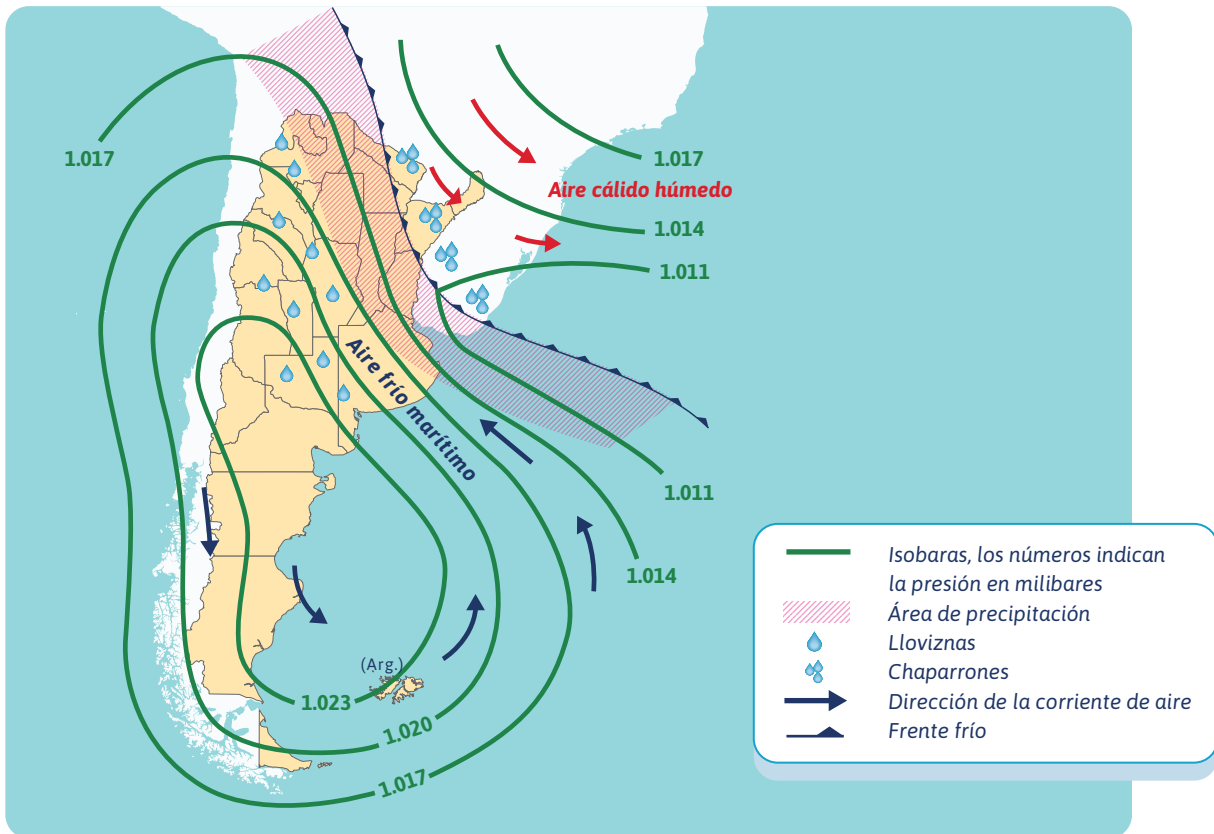 1.017
1.017
Aire cálido húmedo
1.014
1.011
Aire frío marítimo
1.011
1.014
(Arg.)
1.023
1.020
1.017
Isobaras, los números indican
la presión en milibares
Área de precipitación
Lloviznas
Chaparrones
Dirección de la corriente de aire
Frente frío